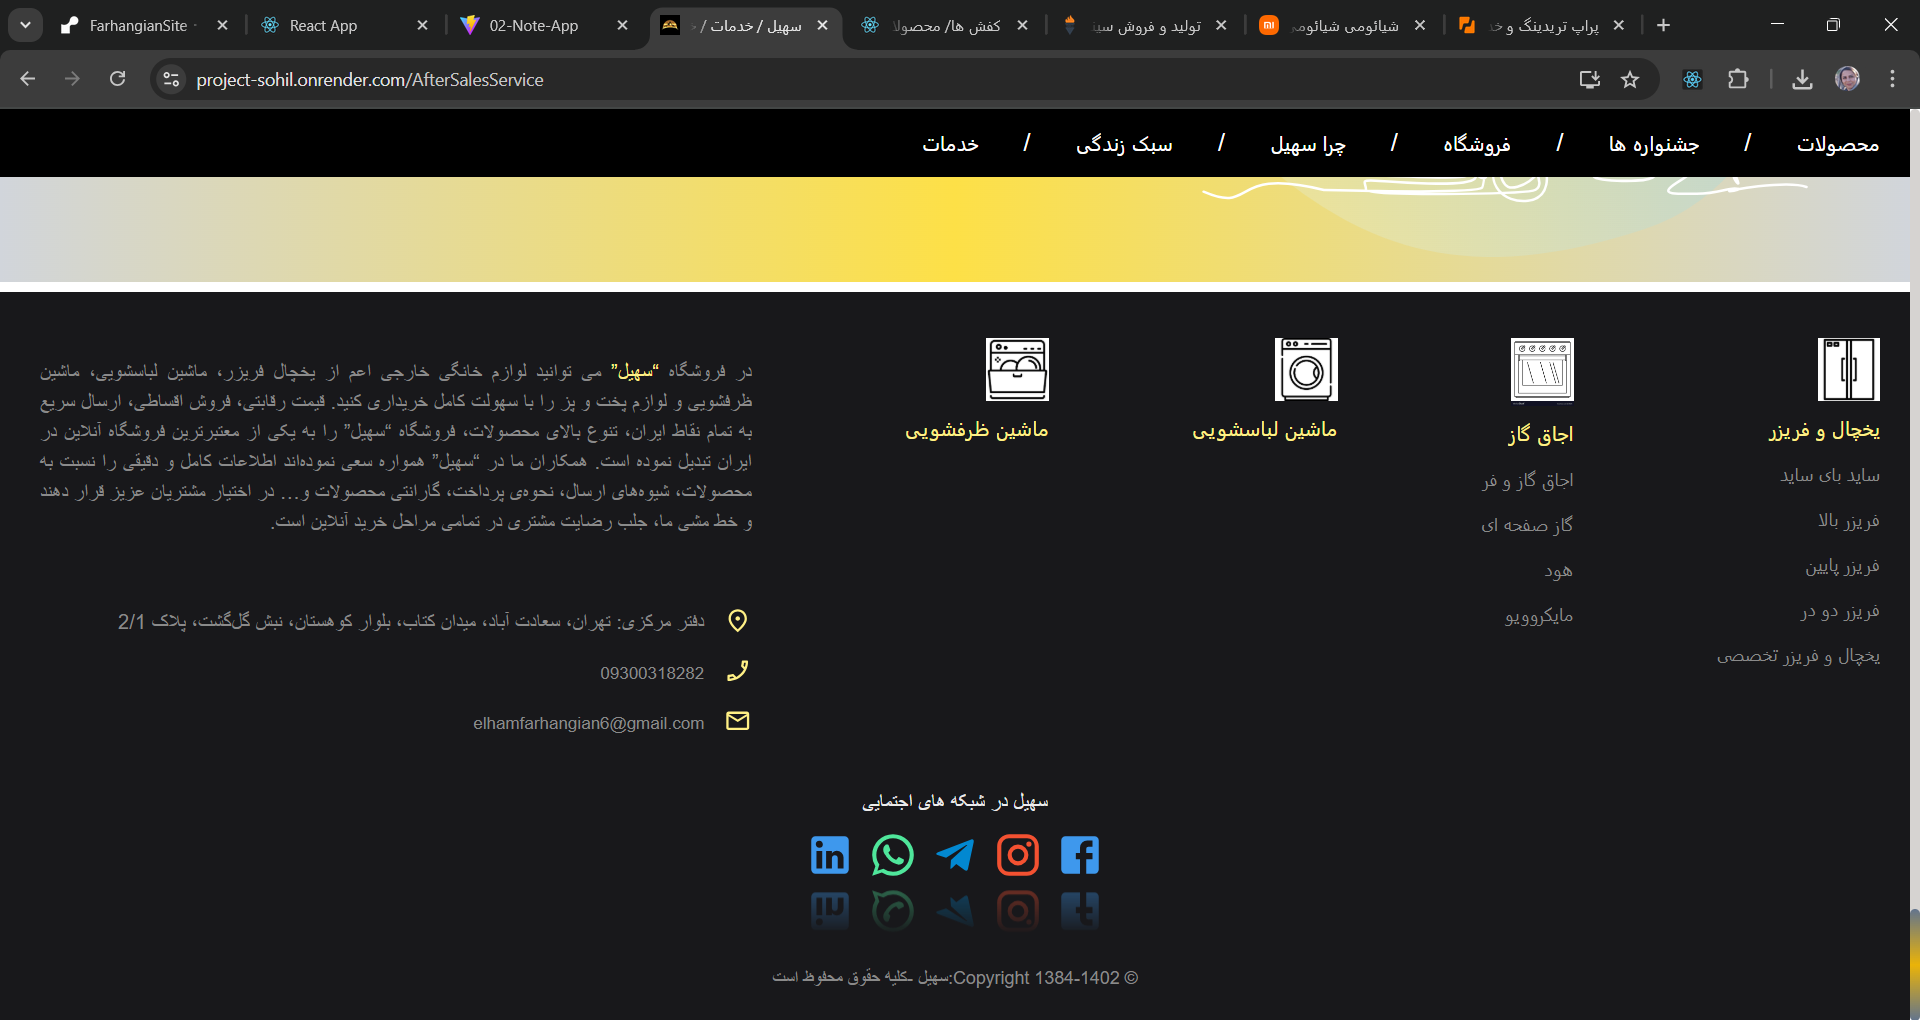 FarhangianSite
React App
02-Note-App
سهیل / خدمات /
کفش ها/ محصولا
تولید و فروش سین
شیائومی شیائومی
پراپ تریدینگ و خد
project-sohil.onrender.com/AfterSalesService
محصولات / جشنواره ها / فروشگاه / چرا سهیل / سبک زندگی / خدمات
یخچال و فریزر
ساید بای ساید
فریزر بالا
فریزر پایین
فریزر دو در
یخچال و فریزر تخصصی
اجاق گاز
اجاق گاز و فر
گاز صفحه ای
هود
مایکروویو
ماشین لباسشویی
ماشین ظرفشویی
در فروشگاه “سهیل” می توانید لوازم خانگی خارجی اعم از یخچال فریزر، ماشین لباسشویی، ماشین
ظرفشویی و لوازم پخت و پز را با سهولت کامل خریداری کنید. قیمت رقابتی، فروش اقساطی، ارسال سریع
به تمام نقاط ایران، تنوع بالای محصولات، فروشگاه “سهیل” را به یکی از معتبرترین فروشگاه آنلاین در
ایران تبدیل نموده است. همکاران ما در “سهیل” همواره سعی نموده‌اند اطلاعات کامل و دقیقی را نسبت به
محصولات، شیوه‌های ارسال، نحوه‌ی پرداخت، گارانتی محصولات و… در اختیار مشتریان عزیز قرار دهند
و خط مشی ما، جلب رضایت مشتری در تمامی مراحل خرید آنلاین است.
دفتر مرکزی: تهران، سعادت آباد، میدان کتاب، بلوار کوهستان، نبش گل‌گشت، پلاک 2/1
09300318282
elhamfarhangian6@gmail.com
سهیل در شبکه های اجتمایی
© Copyright 1384-1402:سهیل -کلیه حقوق محفوظ است